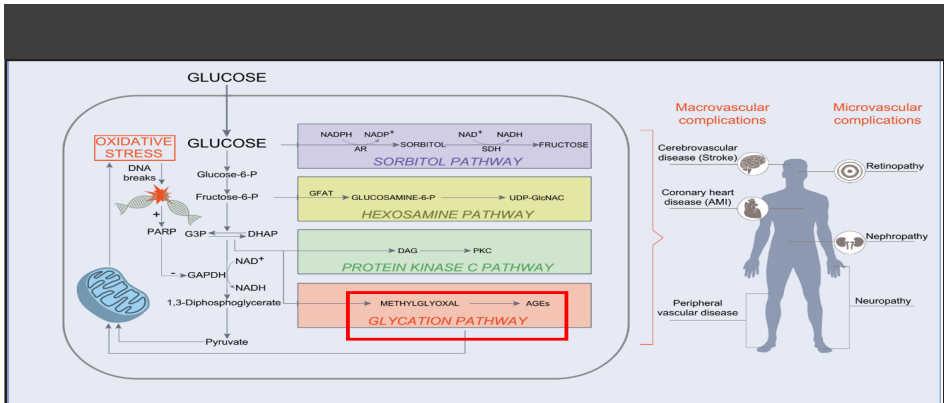 GLUCOSE
OXIDATIVE
STRESS
GLUCOSE
NADPH NADP+ NAD+ NADH
SORBITOL FRUCTOSE
AR SDH
SORBITOL PATHWAY
DNA
breaks
Glucose-6-P
Fructose-6-P
GFAT
GLUCOSAMINE-6-P UDP-GlcNAC
HEXOSAMINE PATHWAY
+
PARP
G3P DHAP
DAG PKC
PROTEIN KINASE C PATHWAY
NAD+
-
GAPDH
NADH
1,3-Diphosphoglycerate
METHYLGLYOXAL AGEs
GLYCATION PATHWAY
Pyruvate
Macrovascular
complications
Microvascular
complications
Cerebrovascular
disease (Stroke)
Retinopathy
Coronary heart
disease (AMI)
Nephropathy
Peripheral
vascular disease
Neuropathy